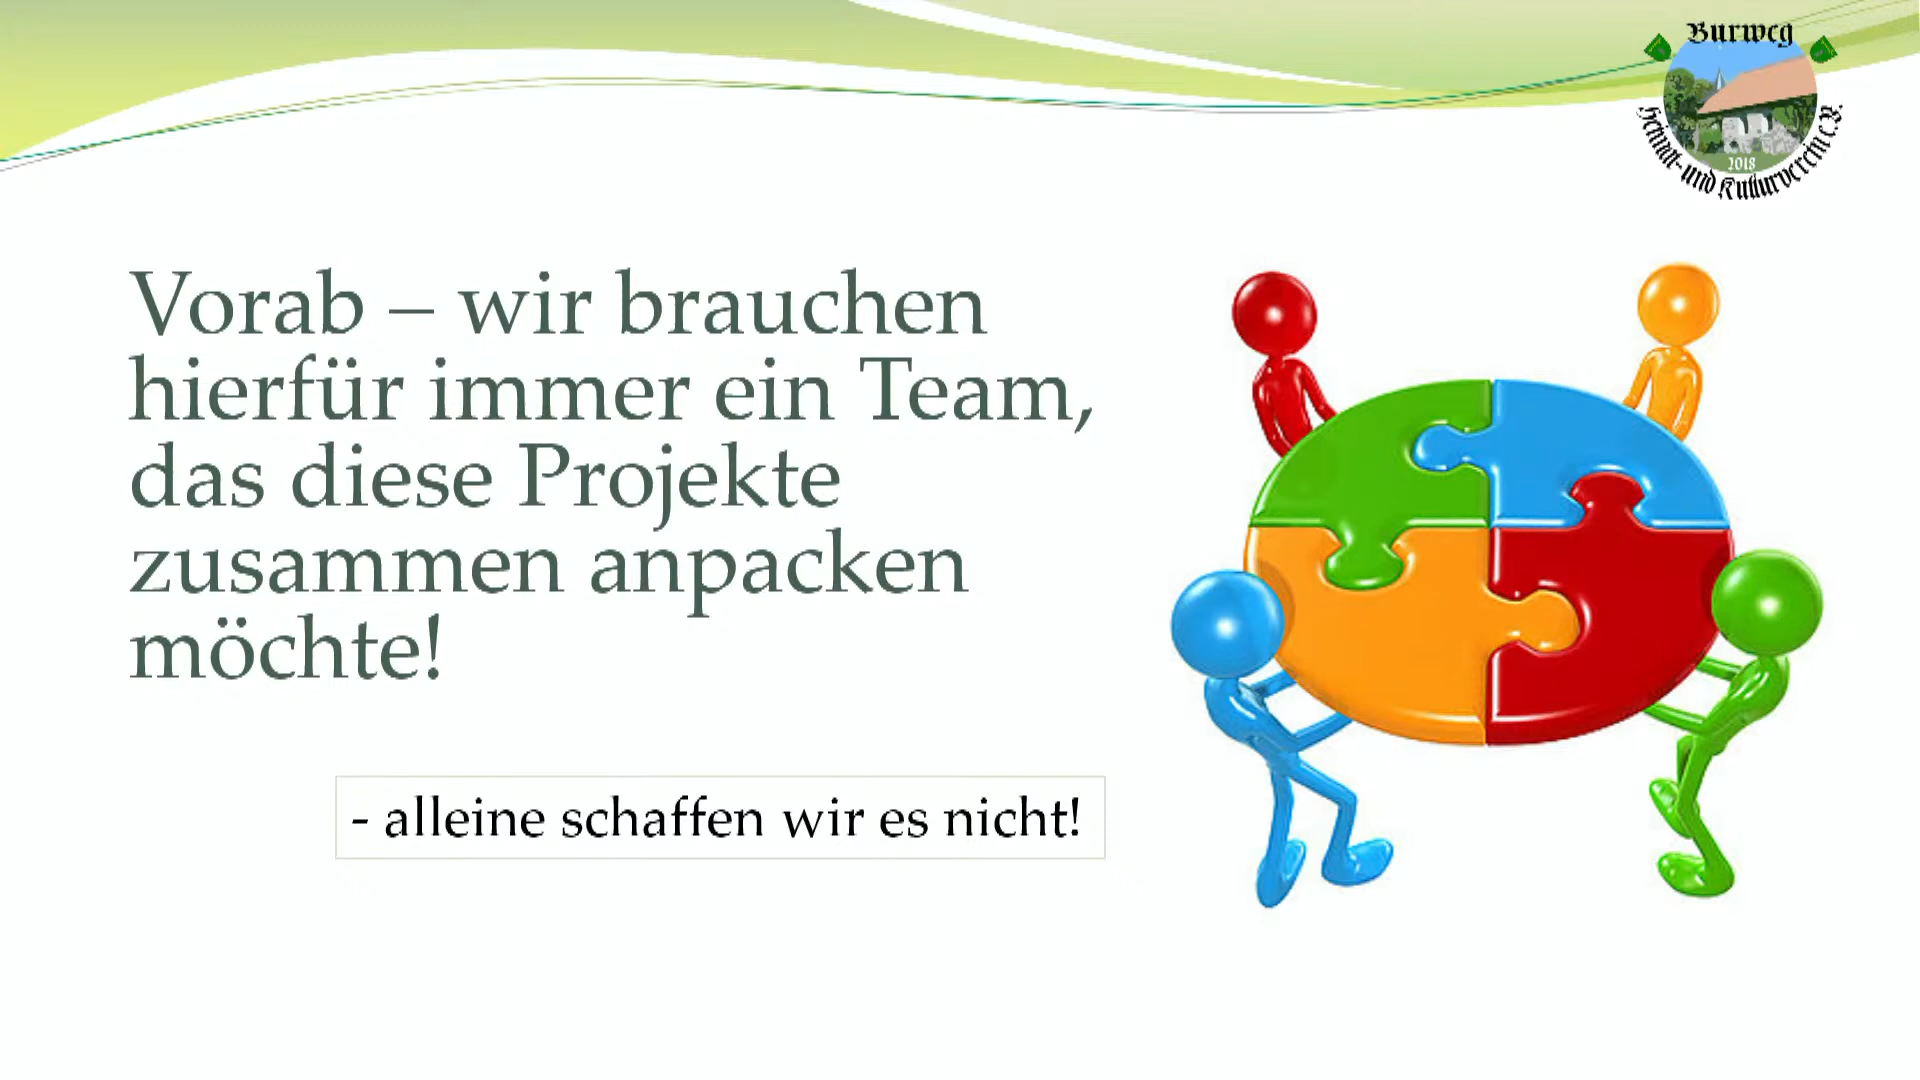 Burweg
Heimat- und Kulturverein e.V.
2018
Vorab – wir brauchen
hierfür immer ein Team,
das diese Projekte
zusammen anpacken
möchte!
- alleine schaffen wir es nicht!